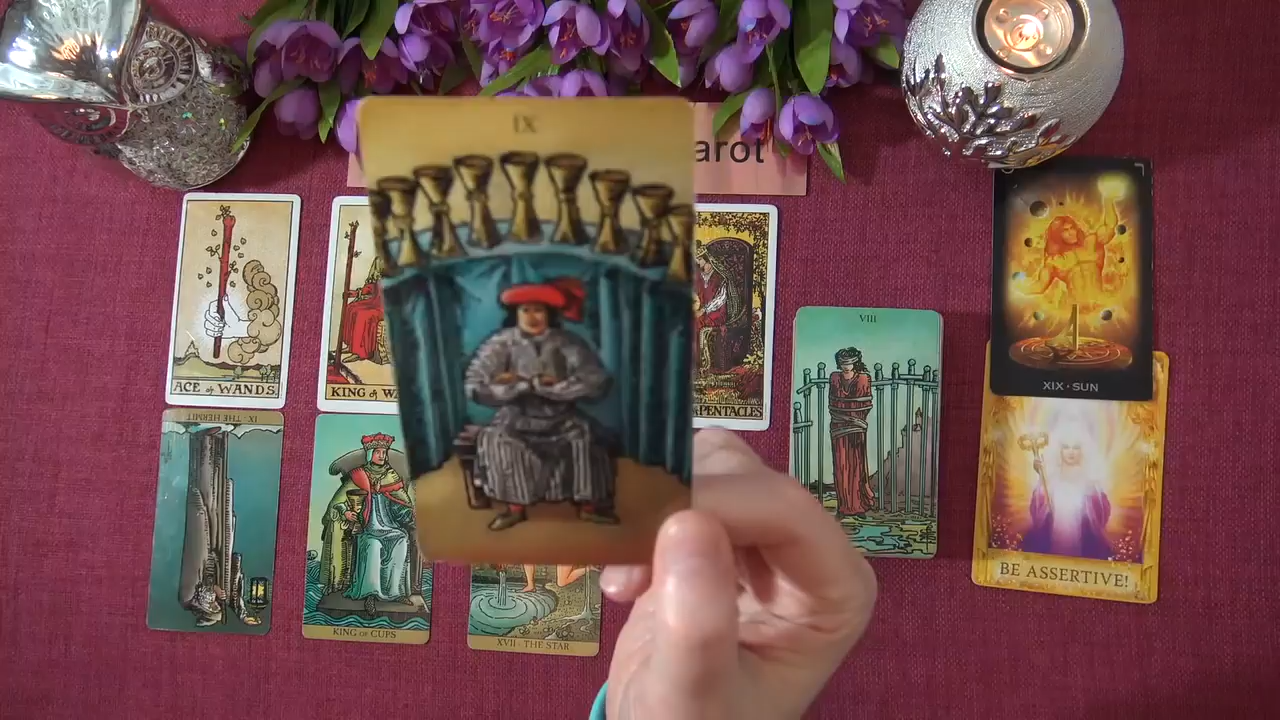 IX
arot
ACE of WANDS
KING of WA
PENTACLES
VIII
XIX · SUN
IX · THE HERMIT
KING OF CUPS
XVII · THE STAR
BE ASSERTIVE!